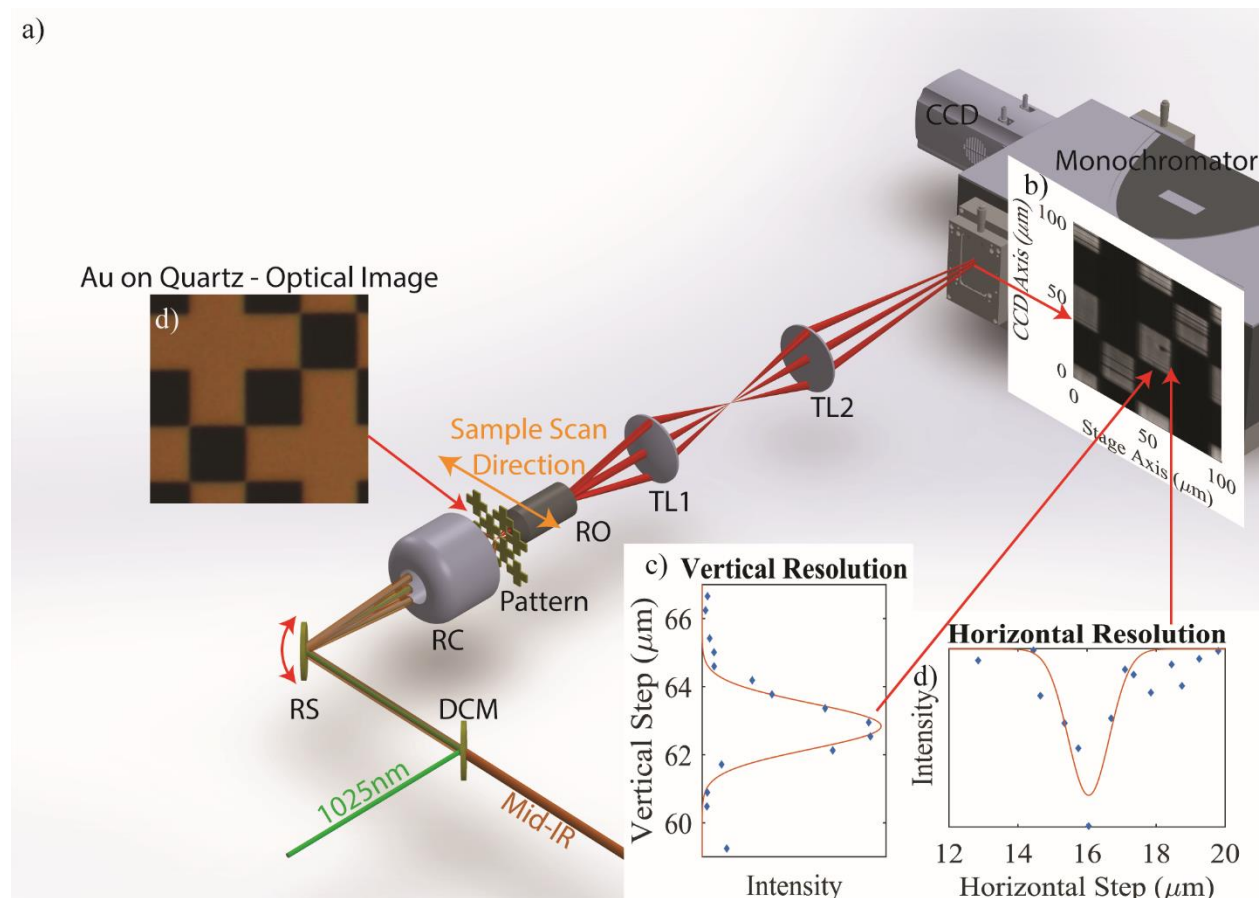 a)
CCD
Monochromator
b)
100
50
0
CCD Axis (μm)
0
50
100
Stage Axis (μm)
Au on Quartz - Optical Image
d)
Sample Scan
Direction
TL2
TL1
RO
Pattern
RC
RS
DCM
1025nm
Mid-IR
c)
Vertical Resolution
66
64
62
60
Vertical Step (μm)
Intensity
Horizontal Resolution
d)
Intensity
12 14 16 18 20
Horizontal Step (μm)